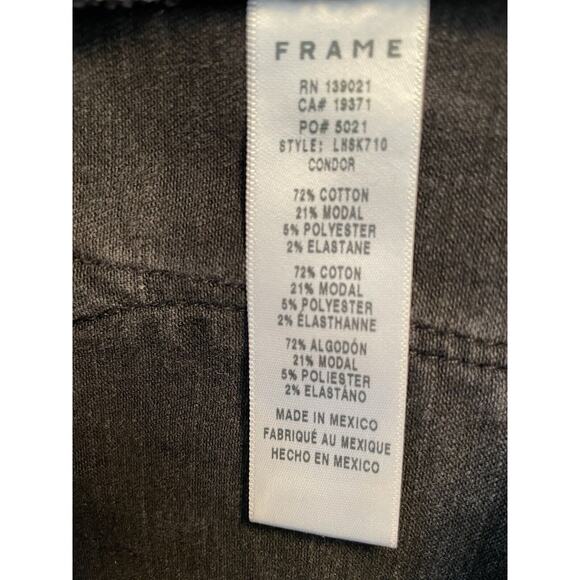 FRAME
RN 139021
CA# 19371
PO# 5021
STYLE: LHSK710
CONDOR
72% COTTON
21% MODAL
5% POLYESTER
2% ELASTANE
72% COTON
21% MODAL
5% POLYESTER
2% ÉLASTHANNE
72% ALGODÓN
21% MODAL
5% POLIESTER
2% ELASTANO
MADE IN MEXICO
FABRIQUÉ AU MEXIQUE
HECHO EN MEXICO